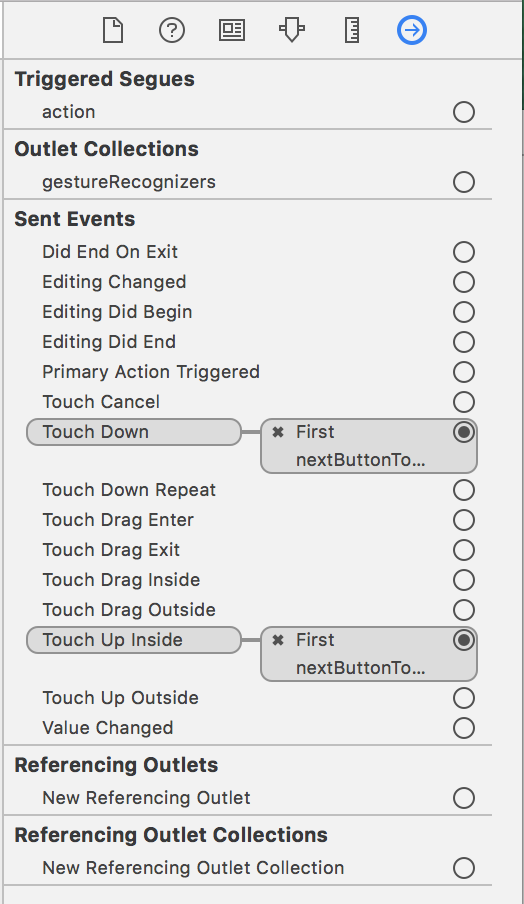 Triggered Segues
action
Outlet Collections
gestureRecognizers
Sent Events
Did End On Exit
Editing Changed
Editing Did Begin
Editing Did End
Primary Action Triggered
Touch Cancel
Touch Down
First
nextButtonTo...
Touch Down Repeat
Touch Drag Enter
Touch Drag Exit
Touch Drag Inside
Touch Drag Outside
Touch Up Inside
First
nextButtonTo...
Touch Up Outside
Value Changed
Referencing Outlets
New Referencing Outlet
Referencing Outlet Collections
New Referencing Outlet Collection